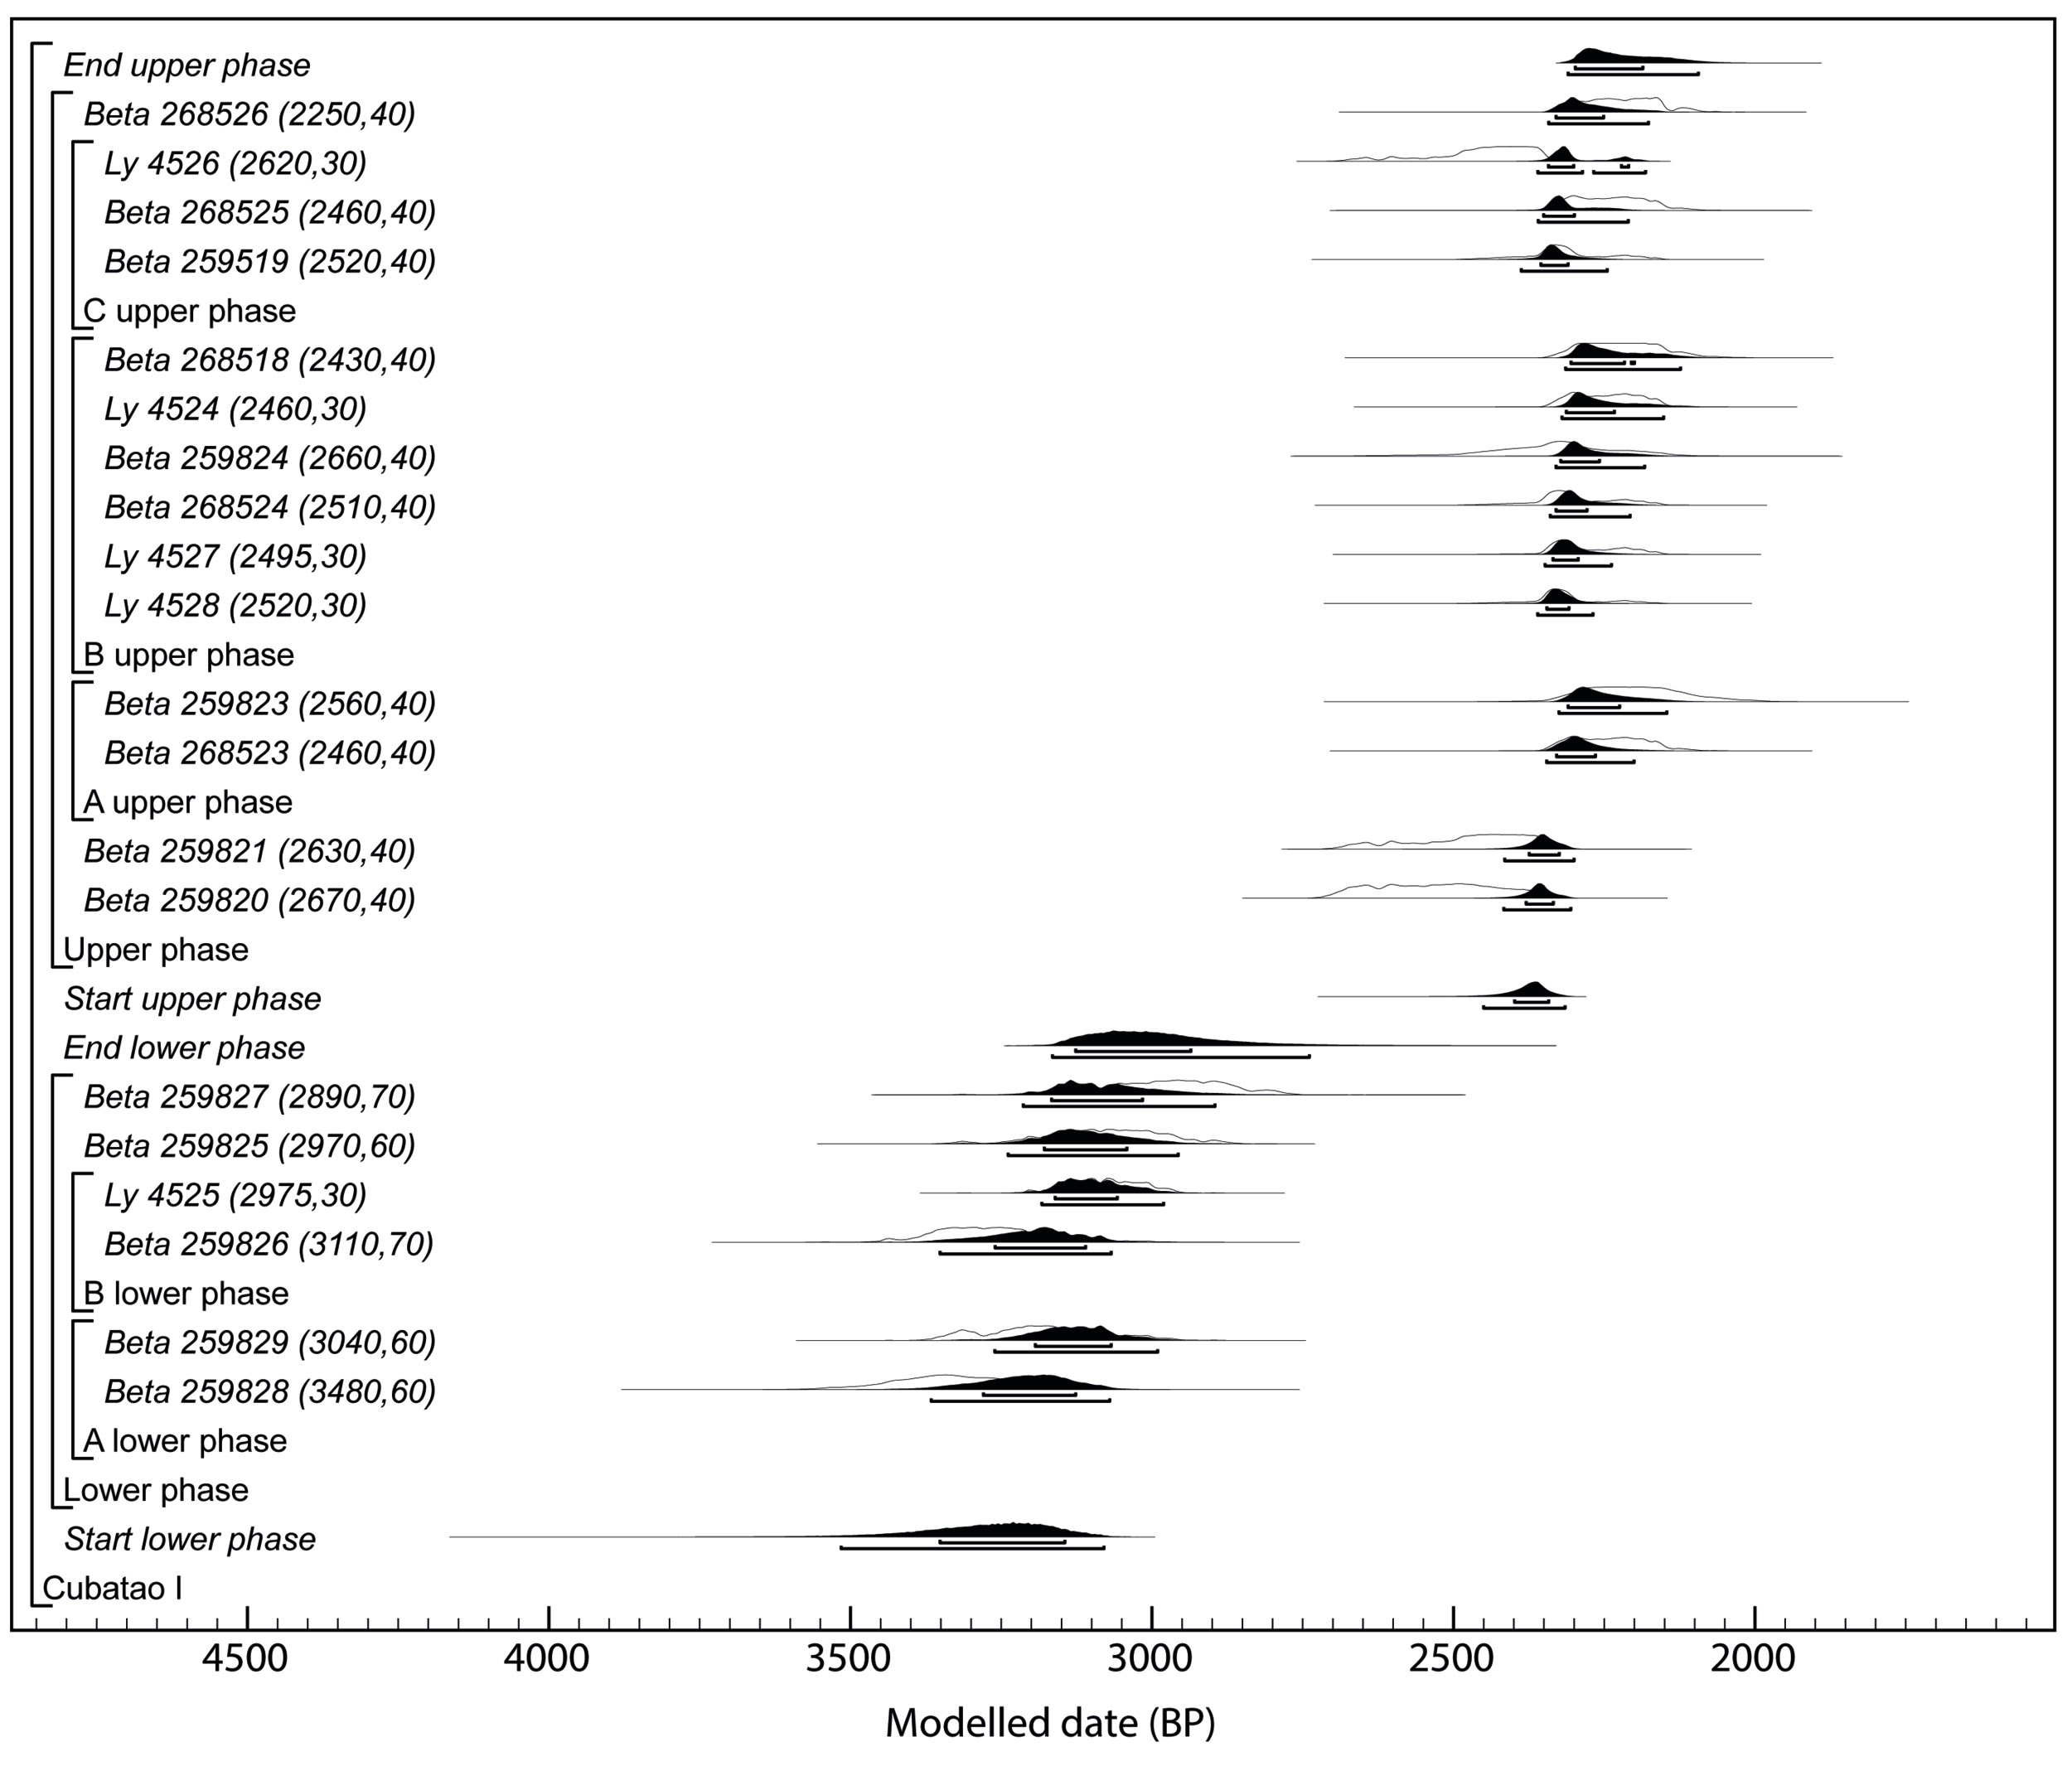 End upper phase
Beta 268526 (2250,40)
Ly 4526 (2620,30)
Beta 268525 (2460,40)
Beta 259519 (2520,40)
C upper phase
Beta 268518 (2430,40)
Ly 4524 (2460,30)
Beta 259824 (2660,40)
Beta 268524 (2510,40)
Ly 4527 (2495,30)
Ly 4528 (2520,30)
B upper phase
Beta 259823 (2560,40)
Beta 268523 (2460,40)
A upper phase
Beta 259821 (2630,40)
Beta 259820 (2670,40)
Upper phase
Start upper phase
End lower phase
Beta 259827 (2890,70)
Beta 259825 (2970,60)
Ly 4525 (2975,30)
Beta 259826 (3110,70)
B lower phase
Beta 259829 (3040,60)
Beta 259828 (3480,60)
A lower phase
Lower phase
Start lower phase
Cubatao I
4500 4000 3500 3000 2500 2000
Modelled date (BP)